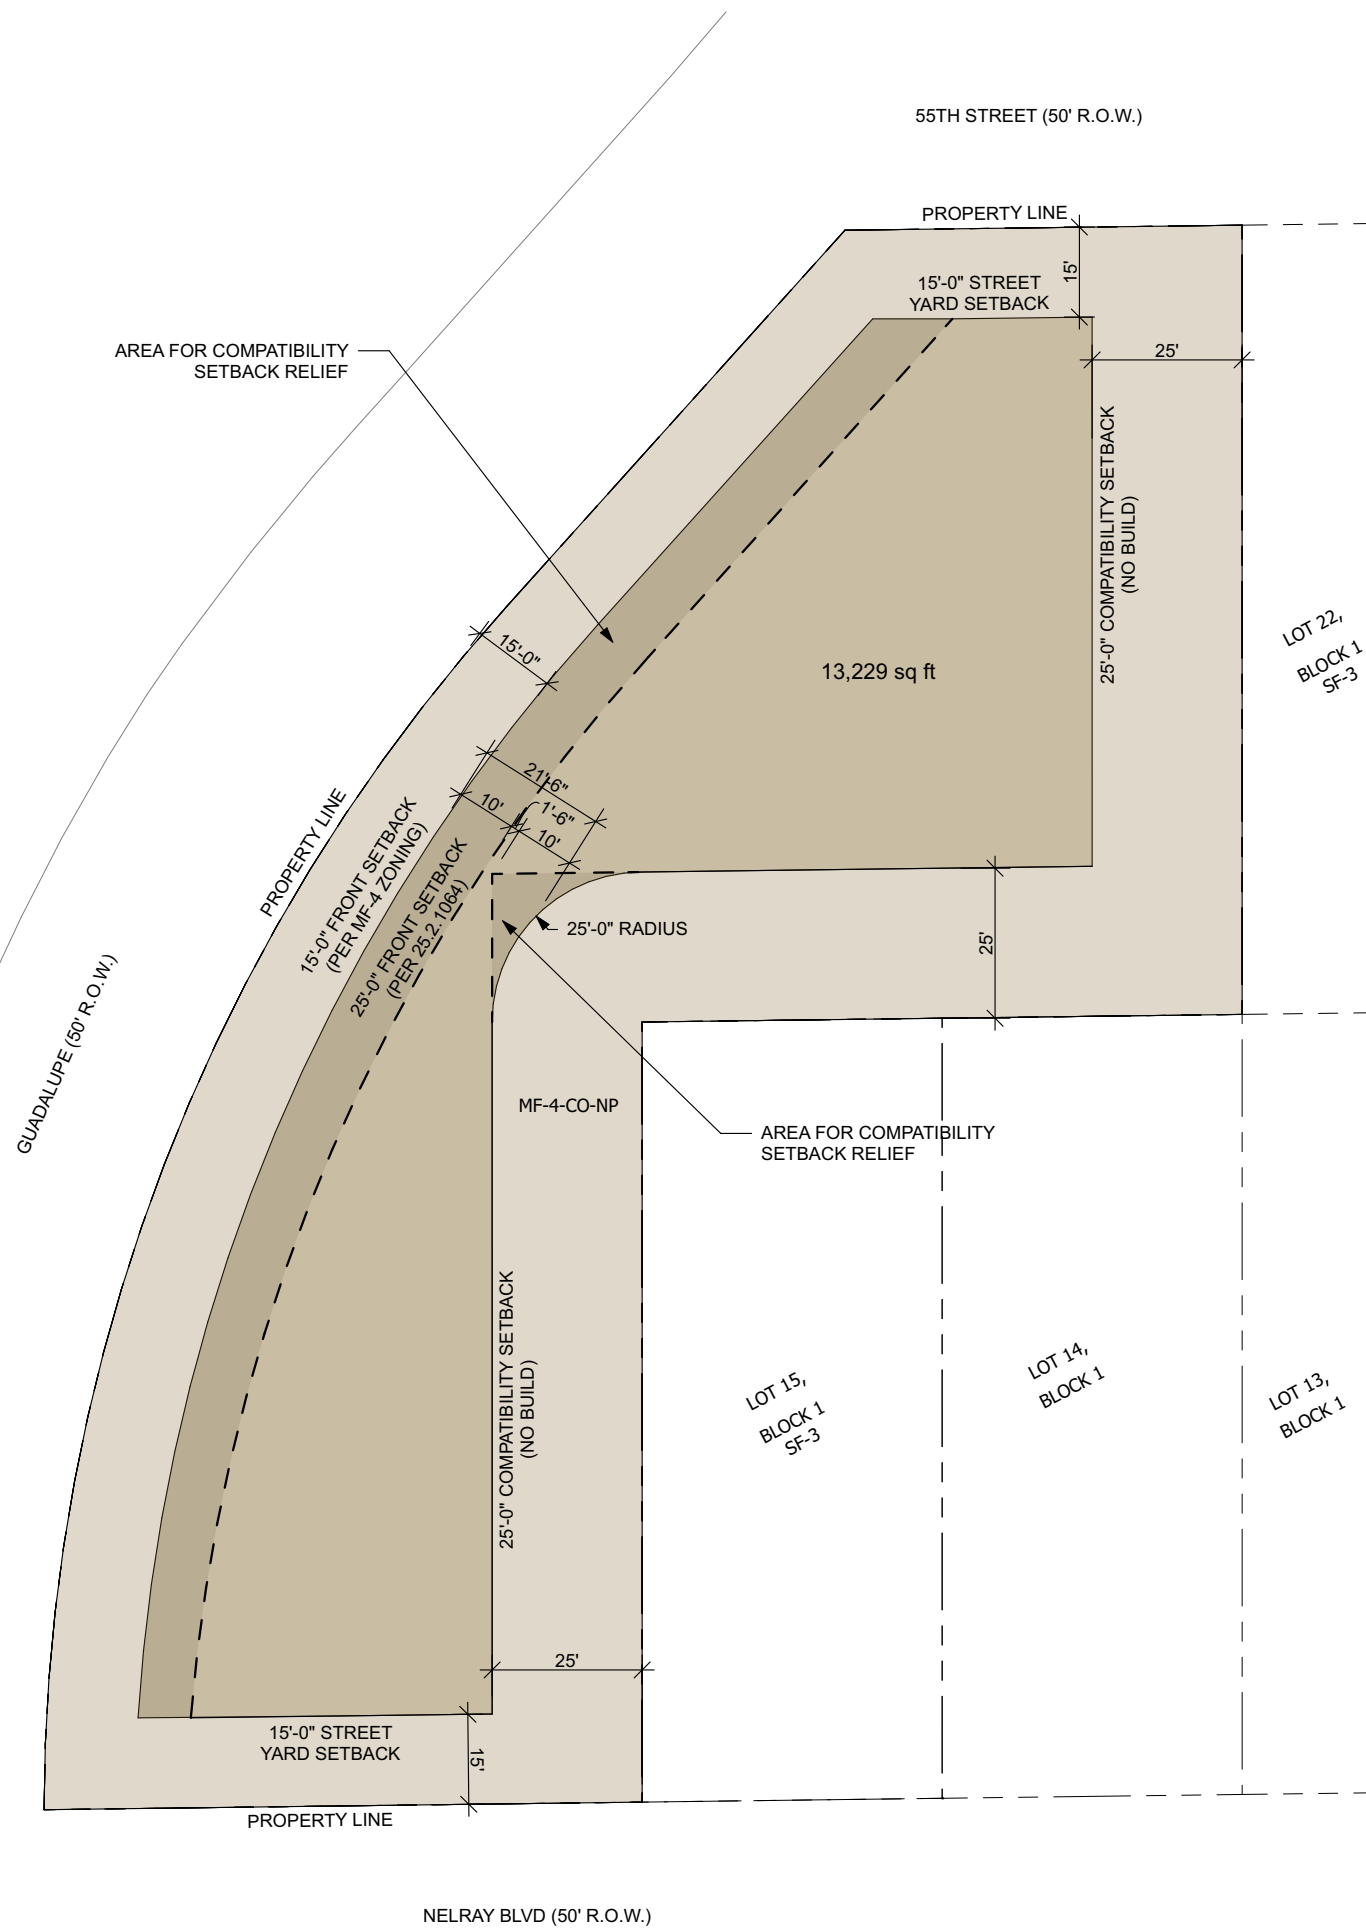 55TH STREET (50' R.O.W.)
PROPERTY LINE
15'
15'-0" STREET
YARD SETBACK
AREA FOR COMPATIBILITY
SETBACK RELIEF
25'
25'-0" COMPATIBILITY SETBACK
(NO BUILD)
LOT 22,
BLOCK 1
SF-3
15'-0"
13,229 sq ft
21'-6"
10'
1'-6"
10'
PROPERTY LINE
15'-0" FRONT SETBACK
(PER MF-4 ZONING)
25'-0" FRONT SETBACK
(PER 25.2.1064)
25'-0" RADIUS
25'
GUADALUPE (50' R.O.W.)
MF-4-CO-NP
AREA FOR COMPATIBILITY
SETBACK RELIEF
25'-0" COMPATIBILITY SETBACK
(NO BUILD)
LOT 15,
BLOCK 1
SF-3
LOT 14,
BLOCK 1
LOT 13,
BLOCK 1
25'
15'-0" STREET
YARD SETBACK
15'
PROPERTY LINE
NELRAY BLVD (50' R.O.W.)